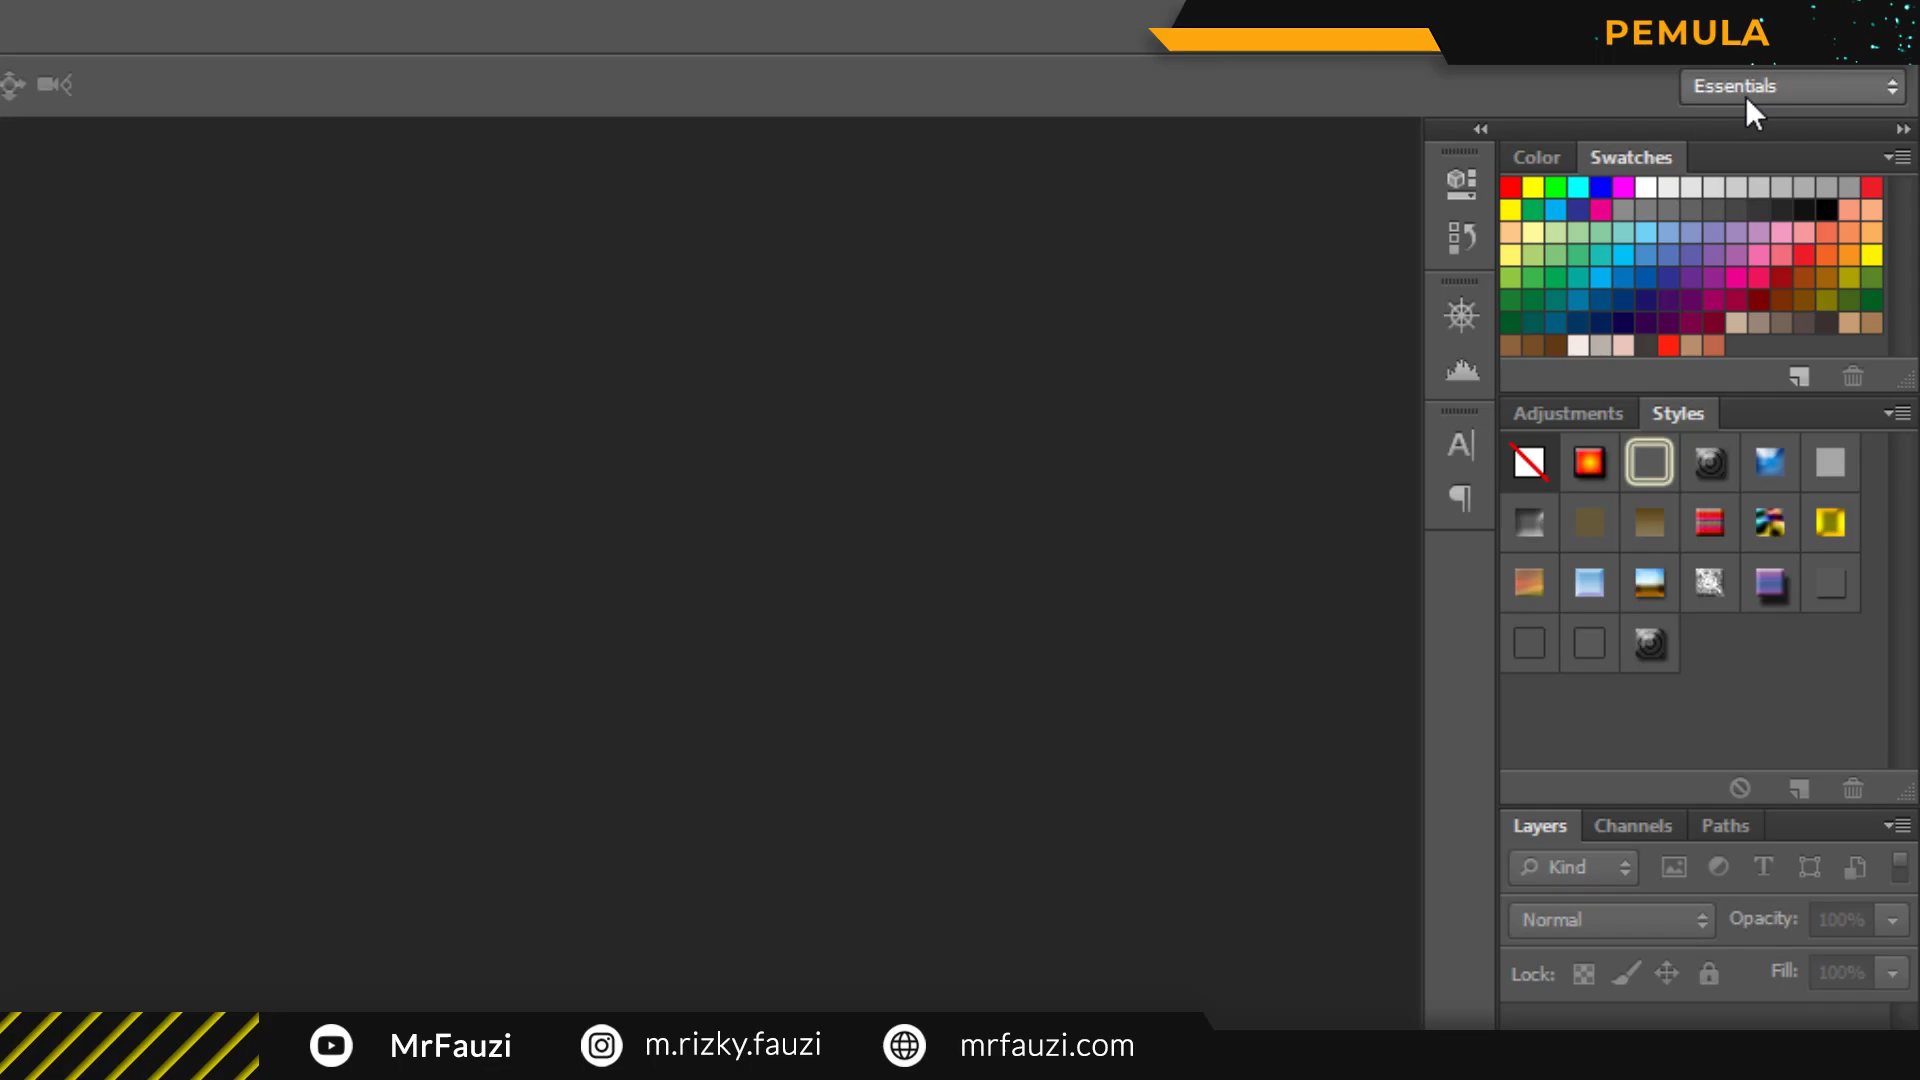 PEMULA
Essentials
Color Swatches
Adjustments Styles
A|
Layers Channels Paths
Kind T
Normal Opacity: 100%
Lock: Fill: 100%
MrFauzi m.rizky.fauzi mrfauzi.com